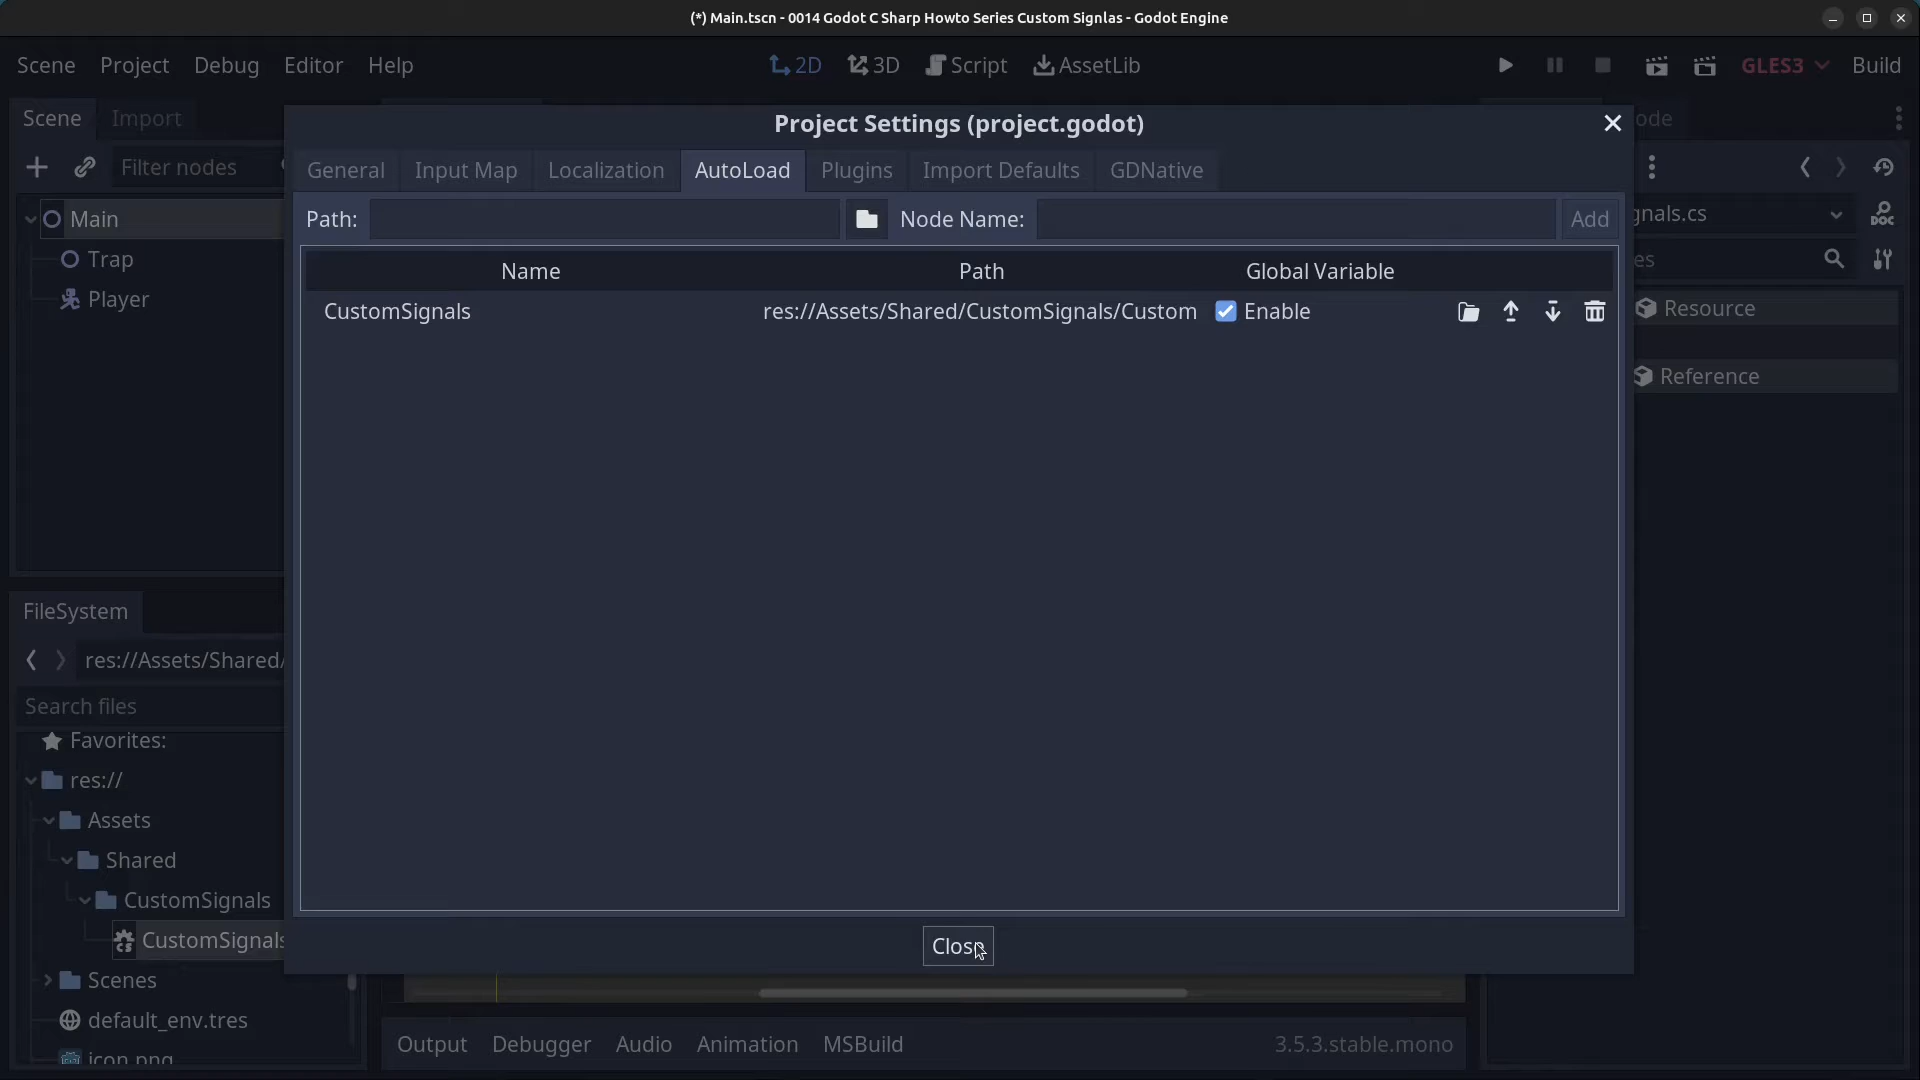 (*) Main.tscn - 0014 Godot C Sharp Howto Series Custom Signlas - Godot Engine
Scene Project Debug Editor Help
2D 3D Script AssetLib
GLES3 Build
Scene Import
Filter nodes
Main
Trap
Player
Project Settings (project.godot)
General Input Map Localization AutoLoad Plugins Import Defaults GDNative
Path: Node Name: Add
Name Path Global Variable
CustomSignals res://Assets/Shared/CustomSignals/Custom Enable
Close
ode
gnals.cs
es
Resource
Reference
FileSystem
res://Assets/Shared/
Search files
Favorites:
res://
Assets
Shared
CustomSignals
CustomSignals
Scenes
default_env.tres
icon.png
Output Debugger Audio Animation MSBuild 3.5.3.stable.mono